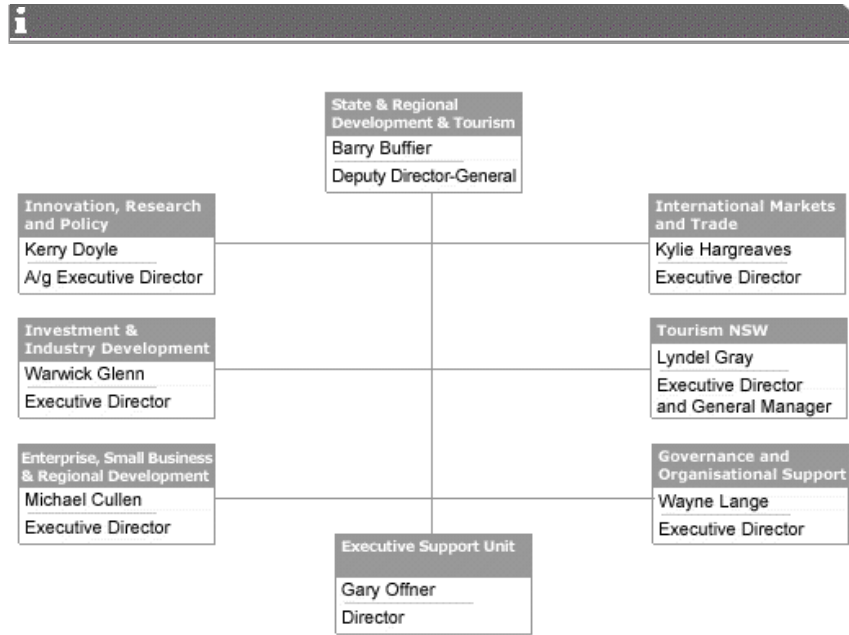 i
State & Regional
Development & Tourism
Barry Buffier
Deputy Director-General
Innovation, Research
and Policy
Kerry Doyle
A/g Executive Director
International Markets
and Trade
Kylie Hargreaves
Executive Director
Investment &
Industry Development
Warwick Glenn
Executive Director
Tourism NSW
Lyndel Gray
Executive Director
and General Manager
Enterprise, Small Business
& Regional Development
Michael Cullen
Executive Director
Governance and
Organisational Support
Wayne Lange
Executive Director
Executive Support Unit
Gary Offner
Director